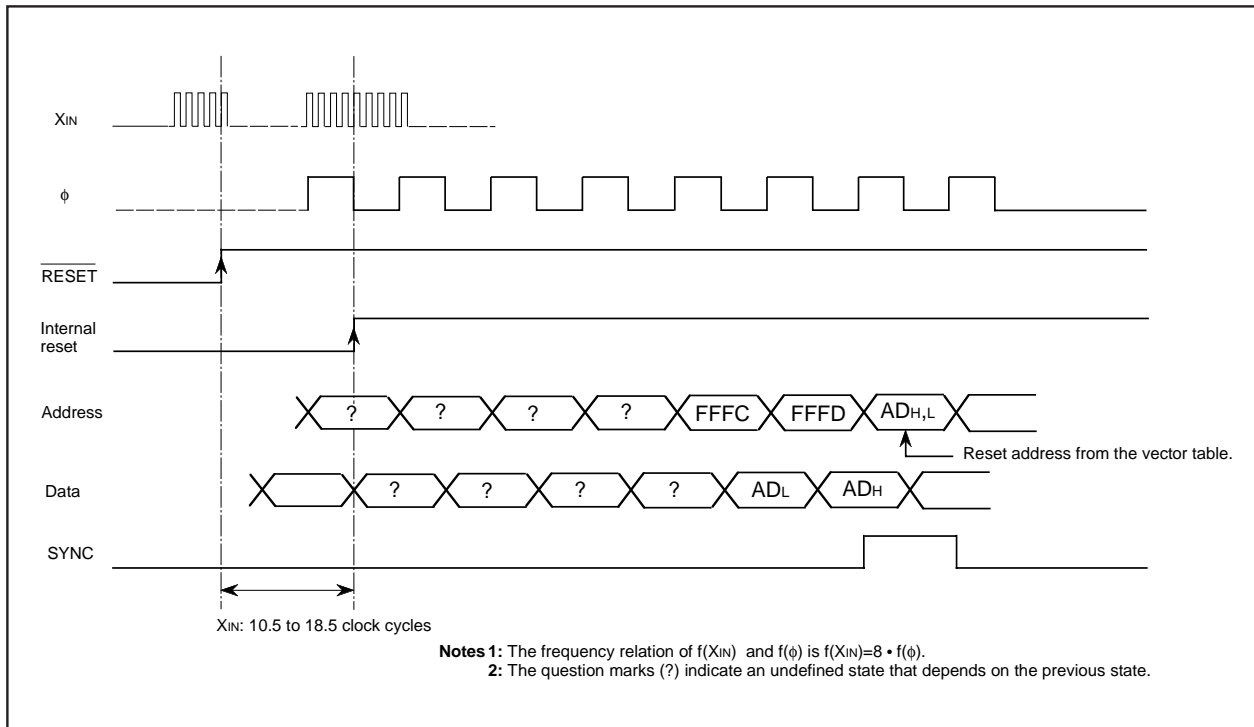 XIN
ϕ
RESET
Internal
reset
Address
? ? ? ? FFFC FFFD ADH,L
Reset address from the vector table.
Data
? ? ? ? ADL ADH
SYNC
XIN: 10.5 to 18.5 clock cycles
Notes 1: The frequency relation of f(XIN) and f(ϕ) is f(XIN)=8 • f(ϕ).
2: The question marks (?) indicate an undefined state that depends on the previous state.